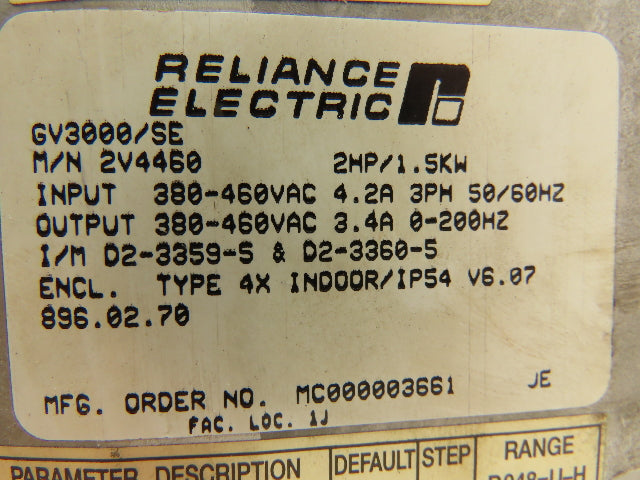 RELIANCE
ELECTRIC
GV3000/SE
M/N 2V4460 2HP/1.5KW
INPUT 380-460VAC 4.2A 3PH 50/60HZ
OUTPUT 380-460VAC 3.4A 0-200HZ
I/M D2-3359-5 & D2-3360-5
ENCL. TYPE 4X INDOOR/IP54 V6.07
896.02.70
MFG. ORDER NO. MC000003661 JE
FAC. LOC. 1J
PARAMETER DESCRIPTION DEFAULT STEP RANGE